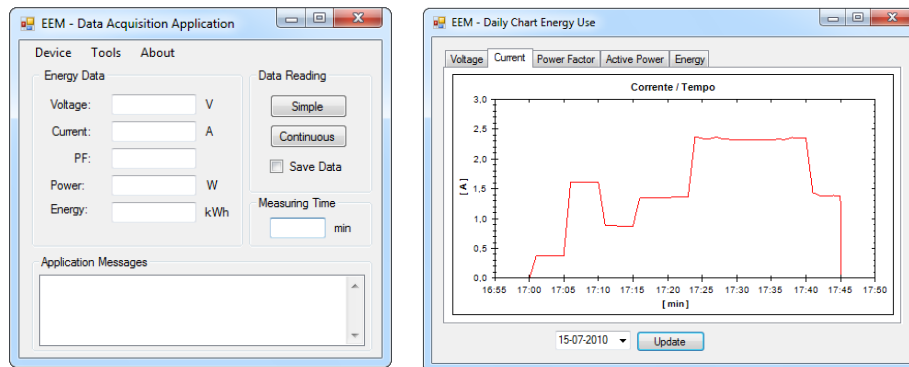 EEM - Data Acquisition Application
Device Tools About
Energy Data
Voltage: V
Current: A
PF:
Power: W
Energy: kWh
Data Reading
Simple
Continuous
Save Data
Measuring Time
min
Application Messages
EEM - Daily Chart Energy Use
Voltage Current Power Factor Active Power Energy
Corrente / Tempo
3,0
2,5
2,0
1,5
1,0
0,5
0,0
[ A ]
16:55 17:00 17:05 17:10 17:15 17:20 17:25 17:30 17:35 17:40 17:45 17:50
[ min ]
15-07-2010 Update